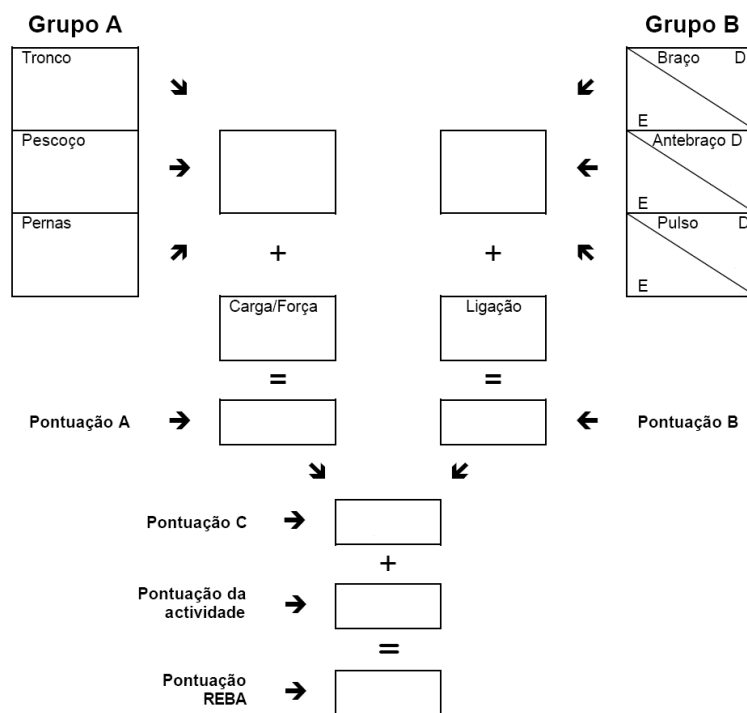 Grupo A
Grupo B
Tronco
Braço D
E
Pescoço
Antebraço D
E
Pernas
Pulso D
E
+
+
Carga/Força
Ligação
=
=
Pontuação A
Pontuação B
Pontuação C
+
Pontuação da
actividade
=
Pontuação
REBA